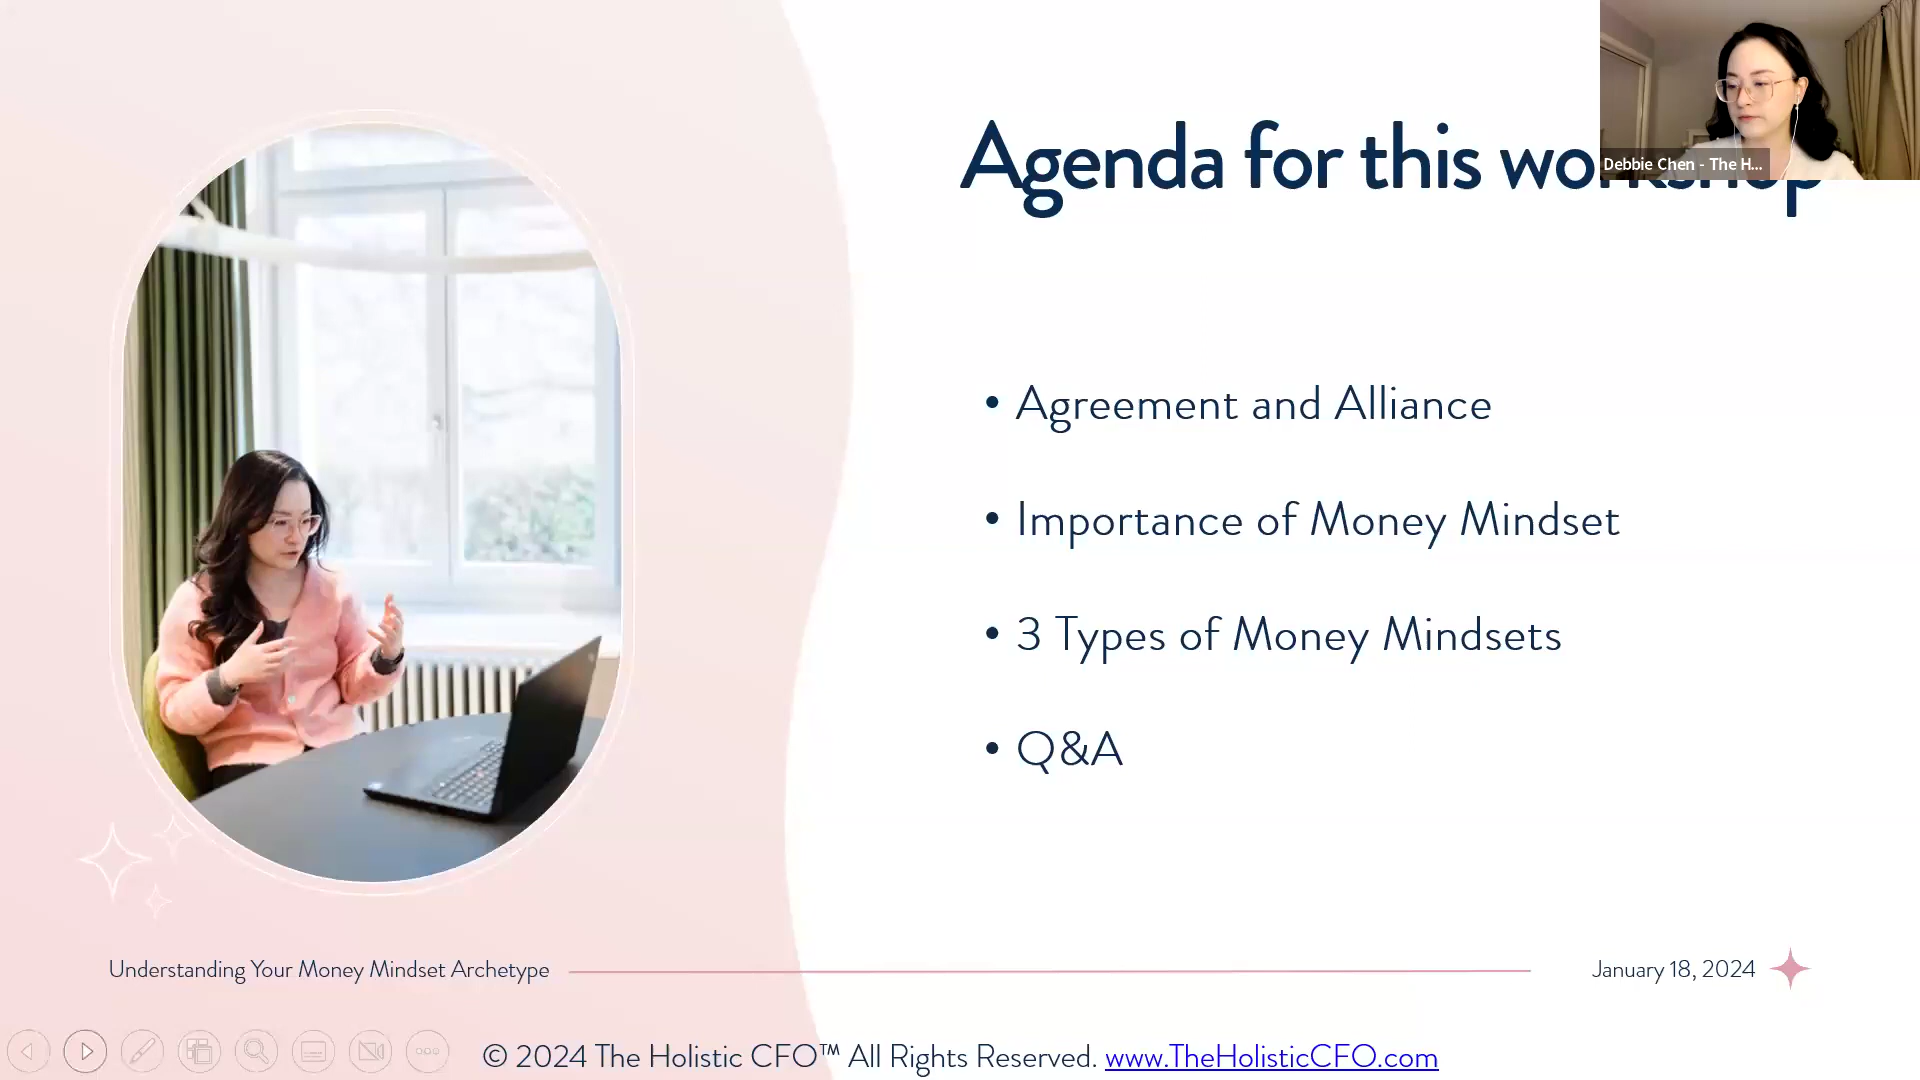 Agenda for this workshop
Debbie Chen - The H...
• Agreement and Alliance
• Importance of Money Mindset
• 3 Types of Money Mindsets
• Q&A
Understanding Your Money Mindset Archetype
January 18, 2024
© 2024 The Holistic CFO™ All Rights Reserved. www.TheHolisticCFO.com